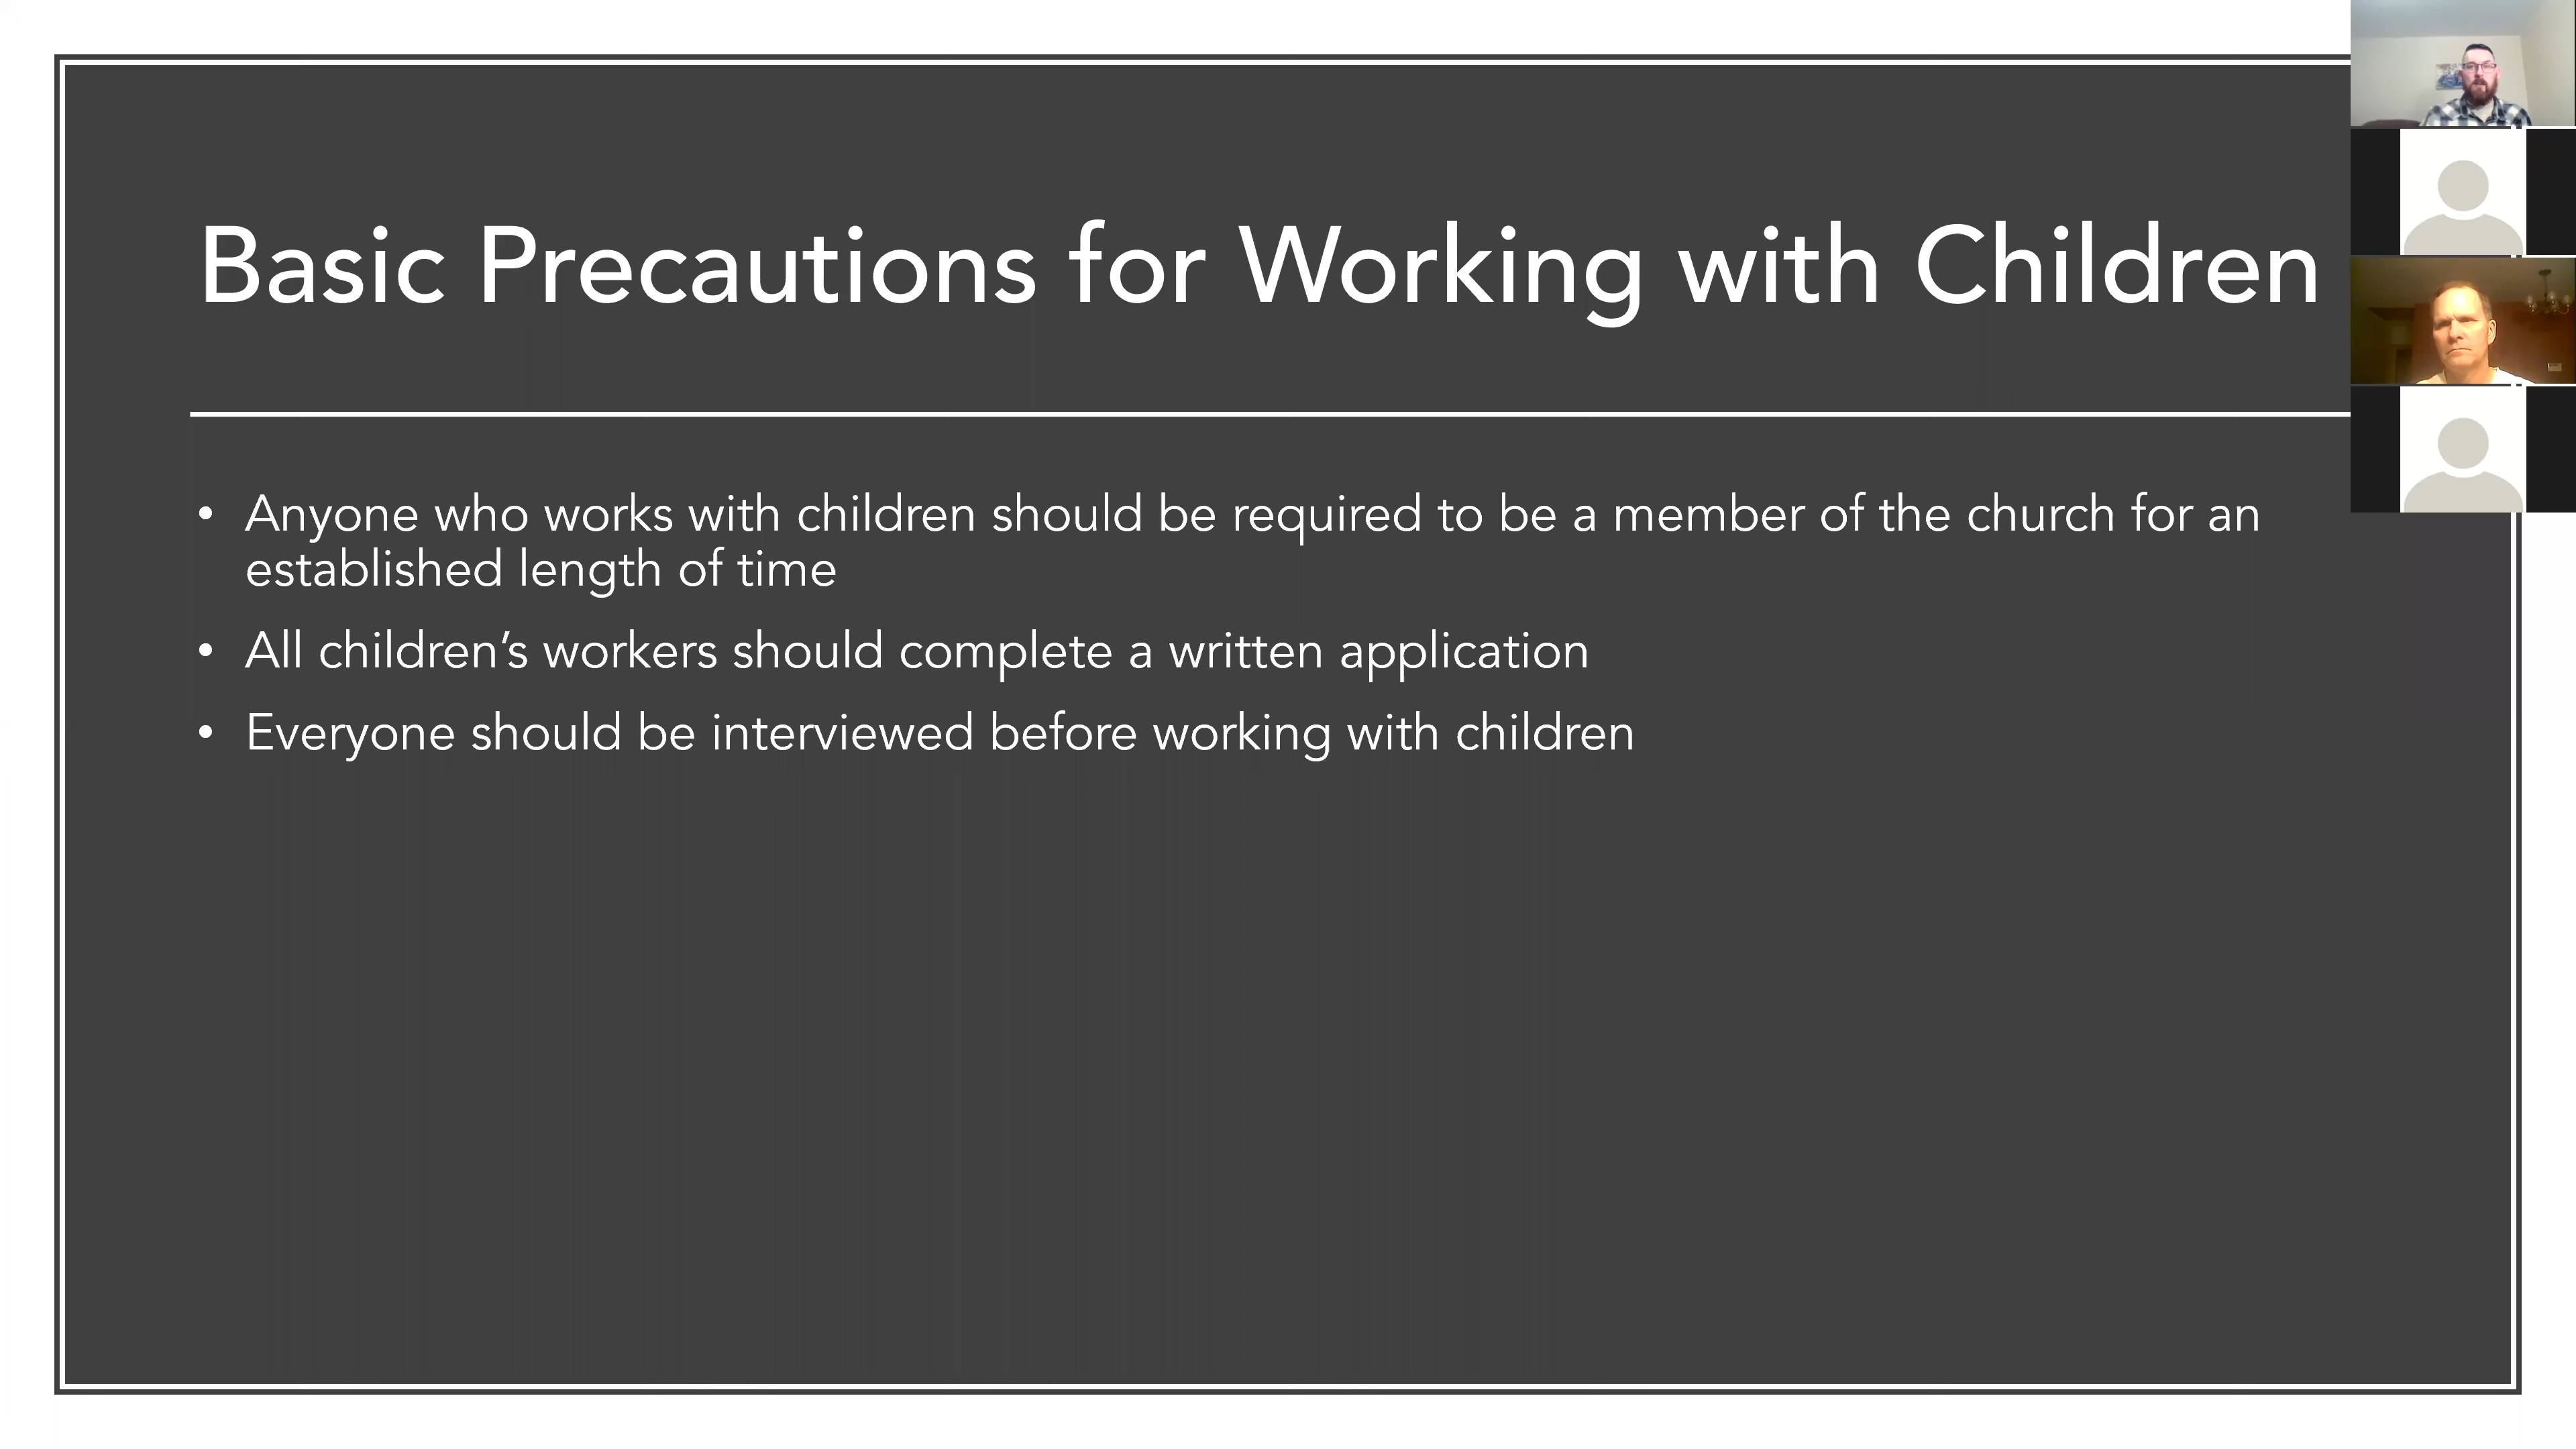 Basic Precautions for Working with Children
• Anyone who works with children should be required to be a member of the church for an
established length of time
• All children’s workers should complete a written application
• Everyone should be interviewed before working with children